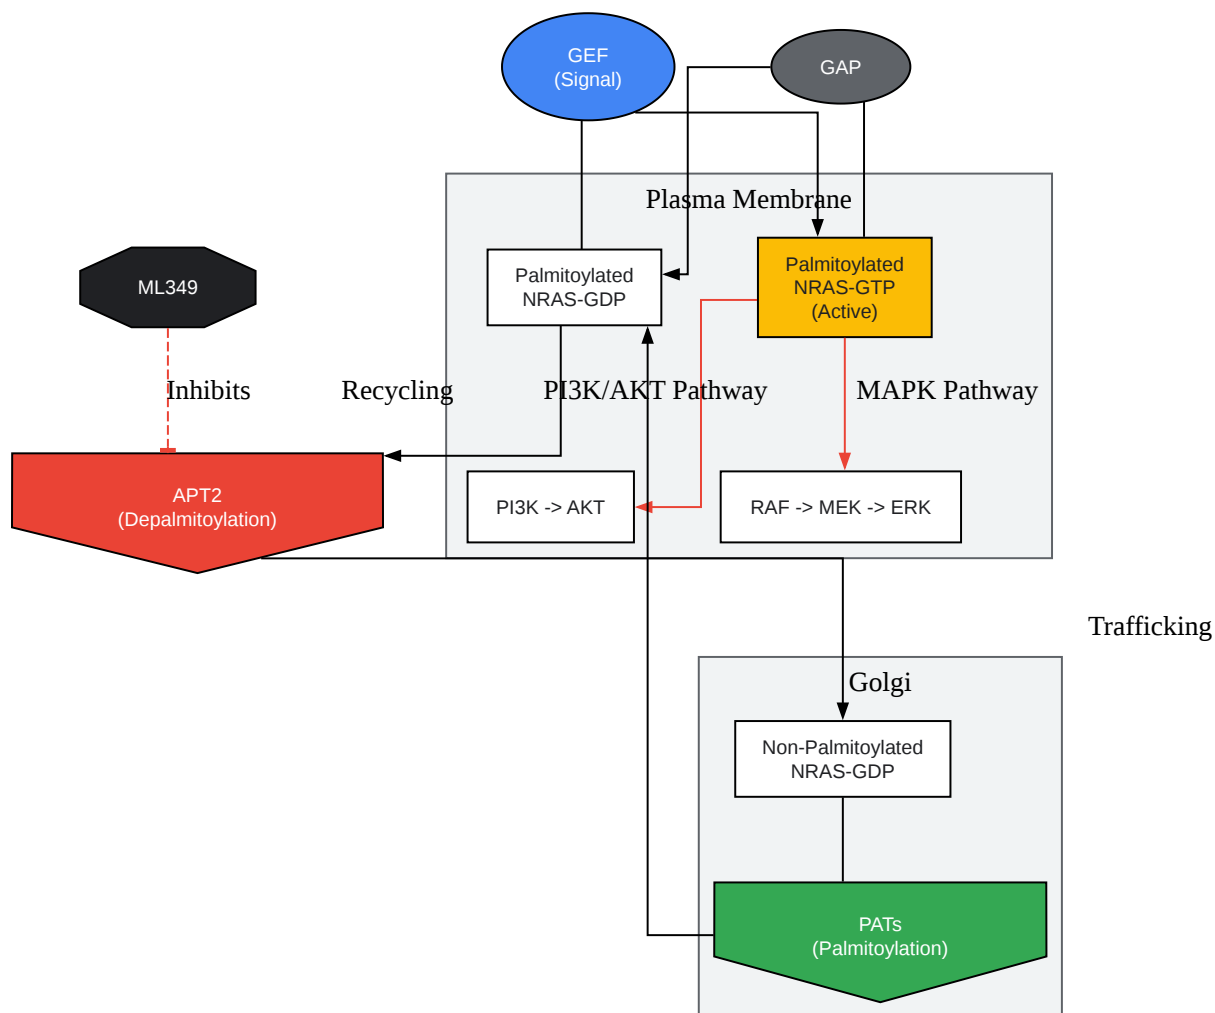 GEF
(Signal)
GAP
Plasma Membrane
Palmitoylated
NRAS-GDP
Palmitoylated
NRAS-GTP
(Active)
ML349
Inhibits
Recycling
PI3K/AKT Pathway
MAPK Pathway
APT2
(Depalmitoylation)
PI3K -> AKT
RAF -> MEK -> ERK
Trafficking
Golgi
Non-Palmitoylated
NRAS-GDP
PATs
(Palmitoylation)